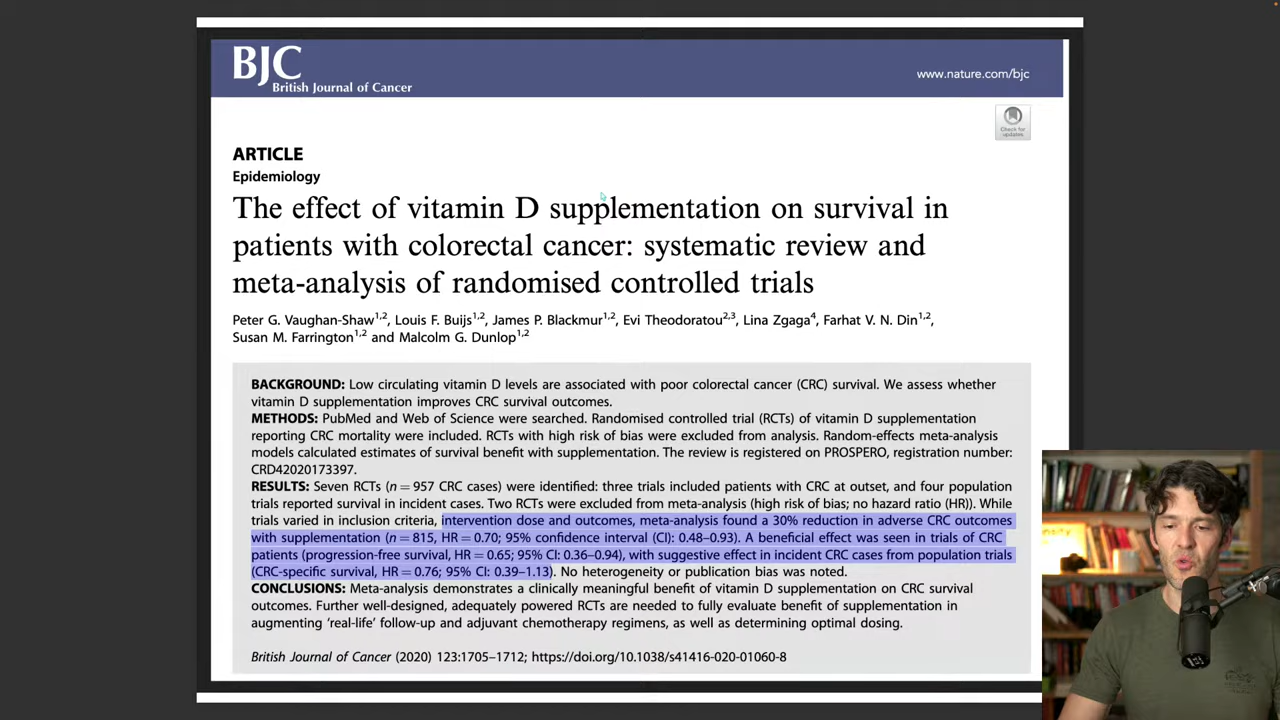 BJC
British Journal of Cancer
www.nature.com/bjc
Check for
updates
ARTICLE
Epidemiology
The effect of vitamin D supplementation on survival in
patients with colorectal cancer: systematic review and
meta-analysis of randomised controlled trials
Peter G. Vaughan-Shaw1,2, Louis F. Buijs1,2, James P. Blackmur1,2, Evi Theodoratou2,3, Lina Zgaga4, Farhat V. N. Din1,2,
Susan M. Farrington1,2 and Malcolm G. Dunlop1,2
BACKGROUND: Low circulating vitamin D levels are associated with poor colorectal cancer (CRC) survival. We assess whether
vitamin D supplementation improves CRC survival outcomes.
METHODS: PubMed and Web of Science were searched. Randomised controlled trial (RCTs) of vitamin D supplementation
reporting CRC mortality were included. RCTs with high risk of bias were excluded from analysis. Random-effects meta-analysis
models calculated estimates of survival benefit with supplementation. The review is registered on PROSPERO, registration number:
CRD42020173397.
RESULTS: Seven RCTs (n = 957 CRC cases) were identified: three trials included patients with CRC at outset, and four population
trials reported survival in incident cases. Two RCTs were excluded from meta-analysis (high risk of bias; no hazard ratio (HR)). While
trials varied in inclusion criteria, intervention dose and outcomes, meta-analysis found a 30% reduction in adverse CRC outcomes
with supplementation (n = 815, HR = 0.70; 95% confidence interval (CI): 0.48–0.93). A beneficial effect was seen in trials of CRC
patients (progression-free survival, HR = 0.65; 95% CI: 0.36–0.94), with suggestive effect in incident CRC cases from population trials
(CRC-specific survival, HR = 0.76; 95% CI: 0.39–1.13). No heterogeneity or publication bias was noted.
CONCLUSIONS: Meta-analysis demonstrates a clinically meaningful benefit of vitamin D supplementation on CRC survival
outcomes. Further well-designed, adequately powered RCTs are needed to fully evaluate benefit of supplementation in
augmenting ‘real-life’ follow-up and adjuvant chemotherapy regimens, as well as determining optimal dosing.
British Journal of Cancer (2020) 123:1705–1712; https://doi.org/10.1038/s41416-020-01060-8